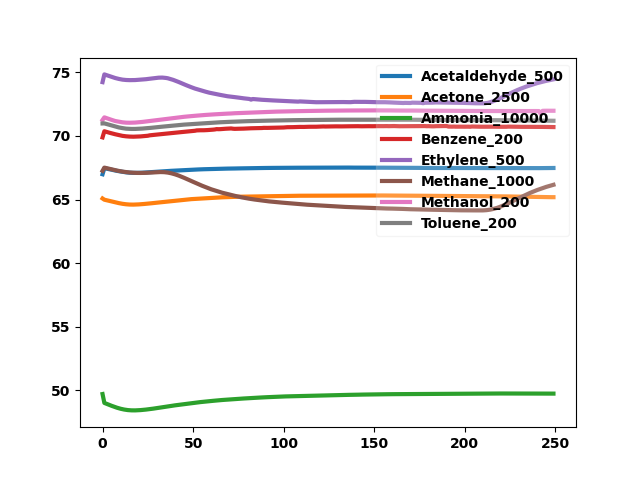 75
70
65
60
55
50
0
50
100
150
200
250
Acetaldehyde_500
Acetone_2500
Ammonia_10000
Benzene_200
Ethylene_500
Methane_1000
Methanol_200
Toluene_200